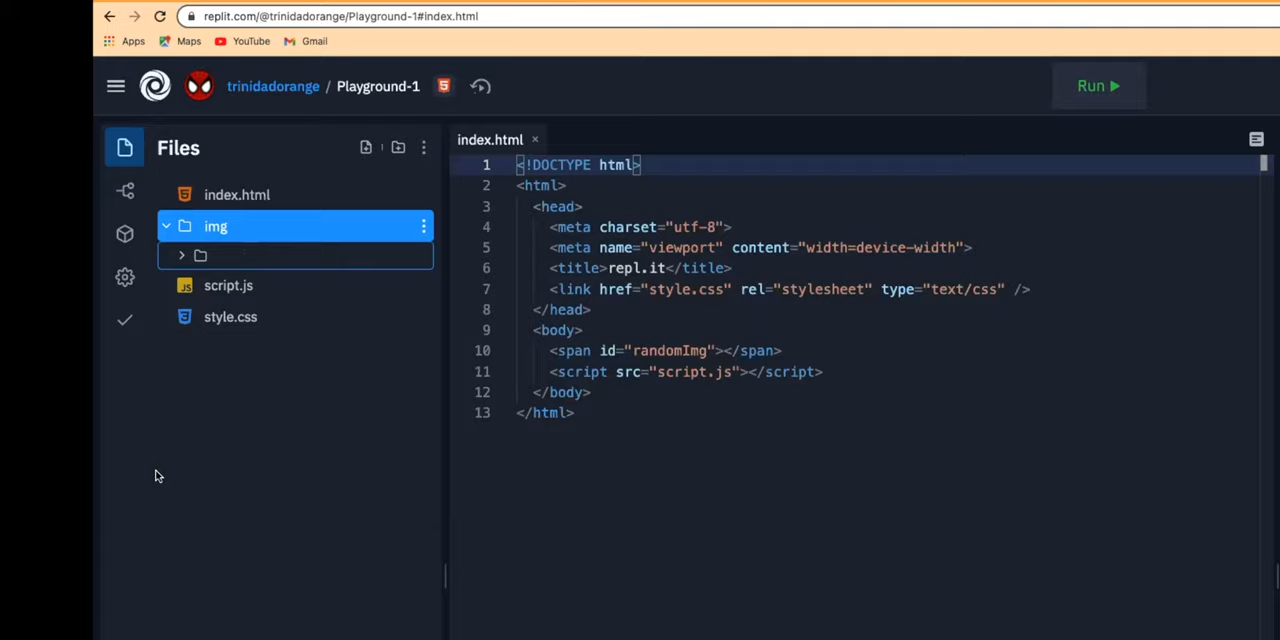 replit.com/@trinidadorange/Playground-1#index.html
Apps Maps YouTube Gmail
trinidadorange / Playground-1
Run
Files
index.html
img
script.js
style.css
index.html ×
1 <!DOCTYPE html>
2 <html>
3 <head>
4 <meta charset="utf-8">
5 <meta name="viewport" content="width=device-width">
6 <title>repl.it</title>
7 <link href="style.css" rel="stylesheet" type="text/css" />
8 </head>
9 <body>
10 <span id="randomImg"></span>
11 <script src="script.js"></script>
12 </body>
13 </html>